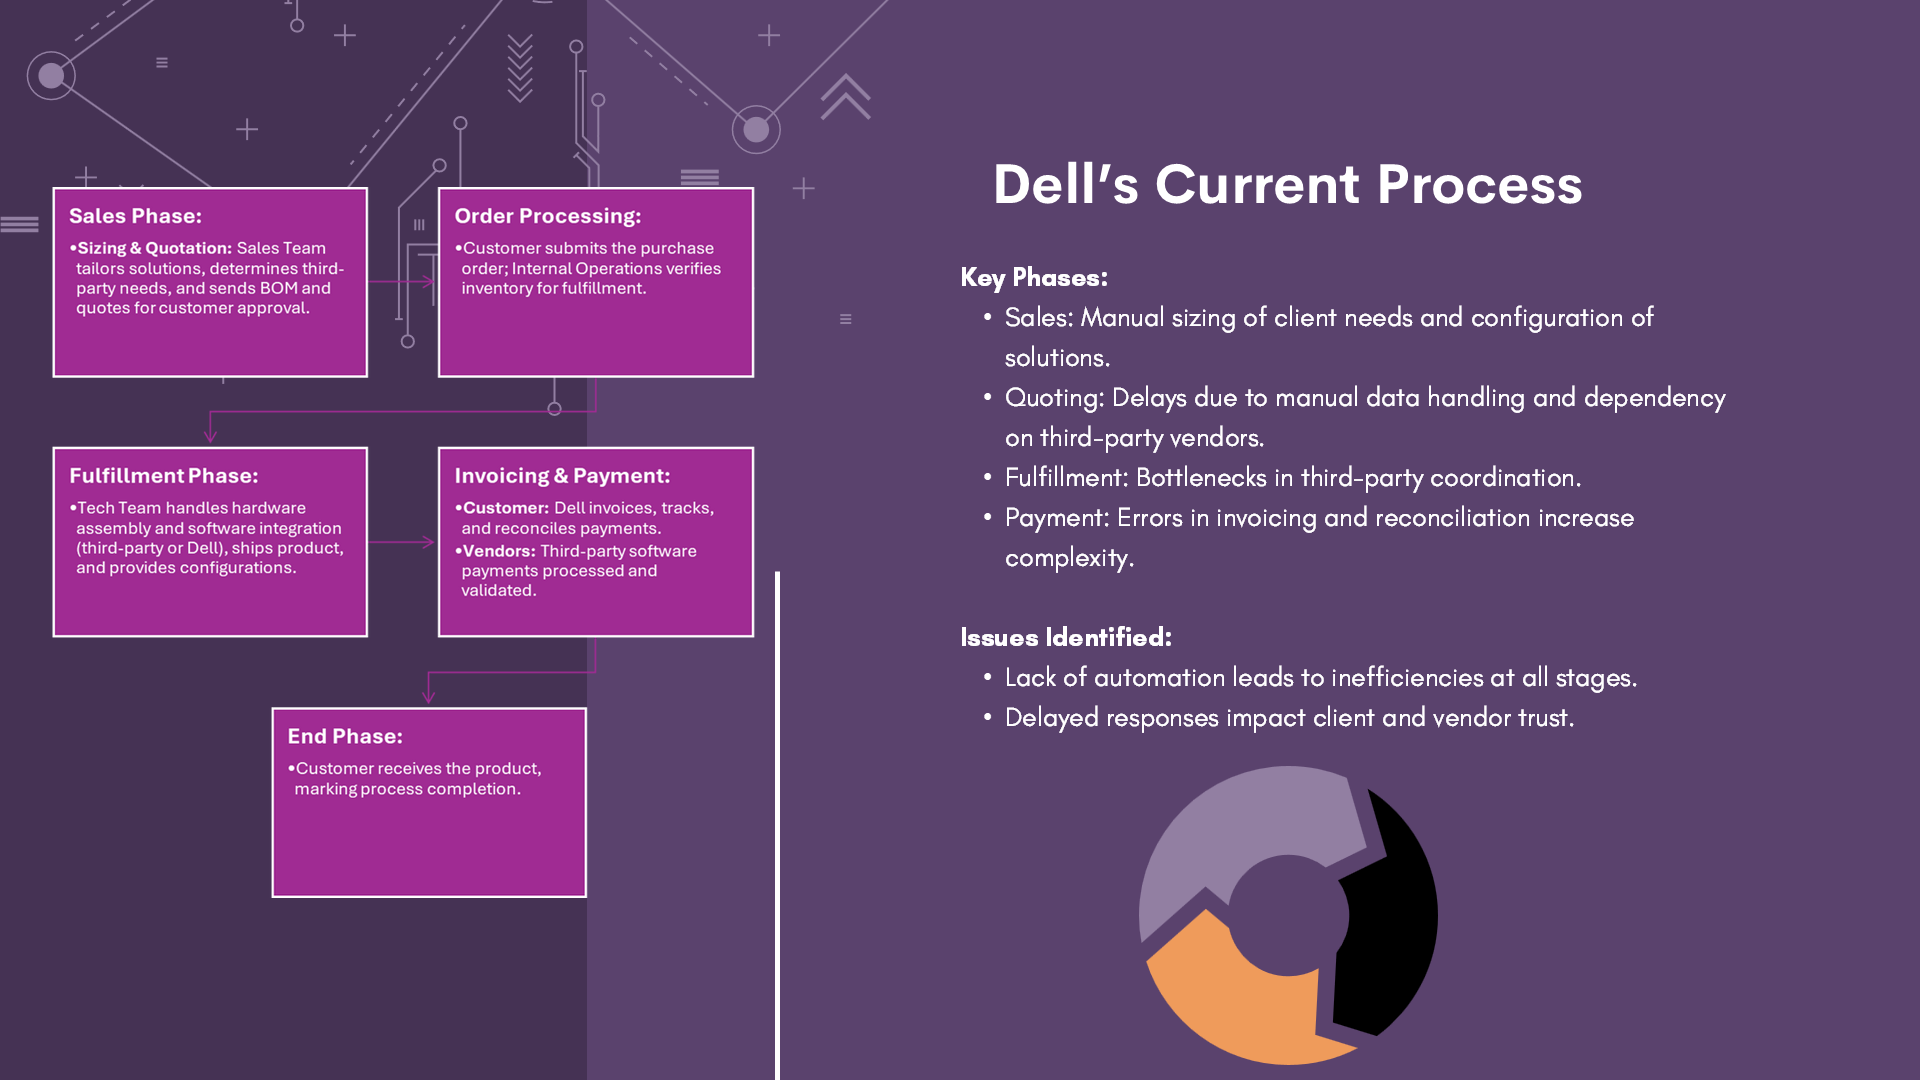 Sales Phase:
•Sizing & Quotation: Sales Team
tailors solutions, determines third-
party needs, and sends BOM and
quotes for customer approval.
Order Processing:
•Customer submits the purchase
order; Internal Operations verifies
inventory for fulfillment.
Fulfillment Phase:
•Tech Team handles hardware
assembly and software integration
(third-party or Dell), ships product,
and provides configurations.
Invoicing & Payment:
•Customer: Dell invoices, tracks,
and reconciles payments.
•Vendors: Third-party software
payments processed and
validated.
End Phase:
•Customer receives the product,
marking process completion.
Dell’s Current Process
Key Phases:
• Sales: Manual sizing of client needs and configuration of
solutions.
• Quoting: Delays due to manual data handling and dependency
on third-party vendors.
• Fulfillment: Bottlenecks in third-party coordination.
• Payment: Errors in invoicing and reconciliation increase
complexity.
Issues Identified:
• Lack of automation leads to inefficiencies at all stages.
• Delayed responses impact client and vendor trust.